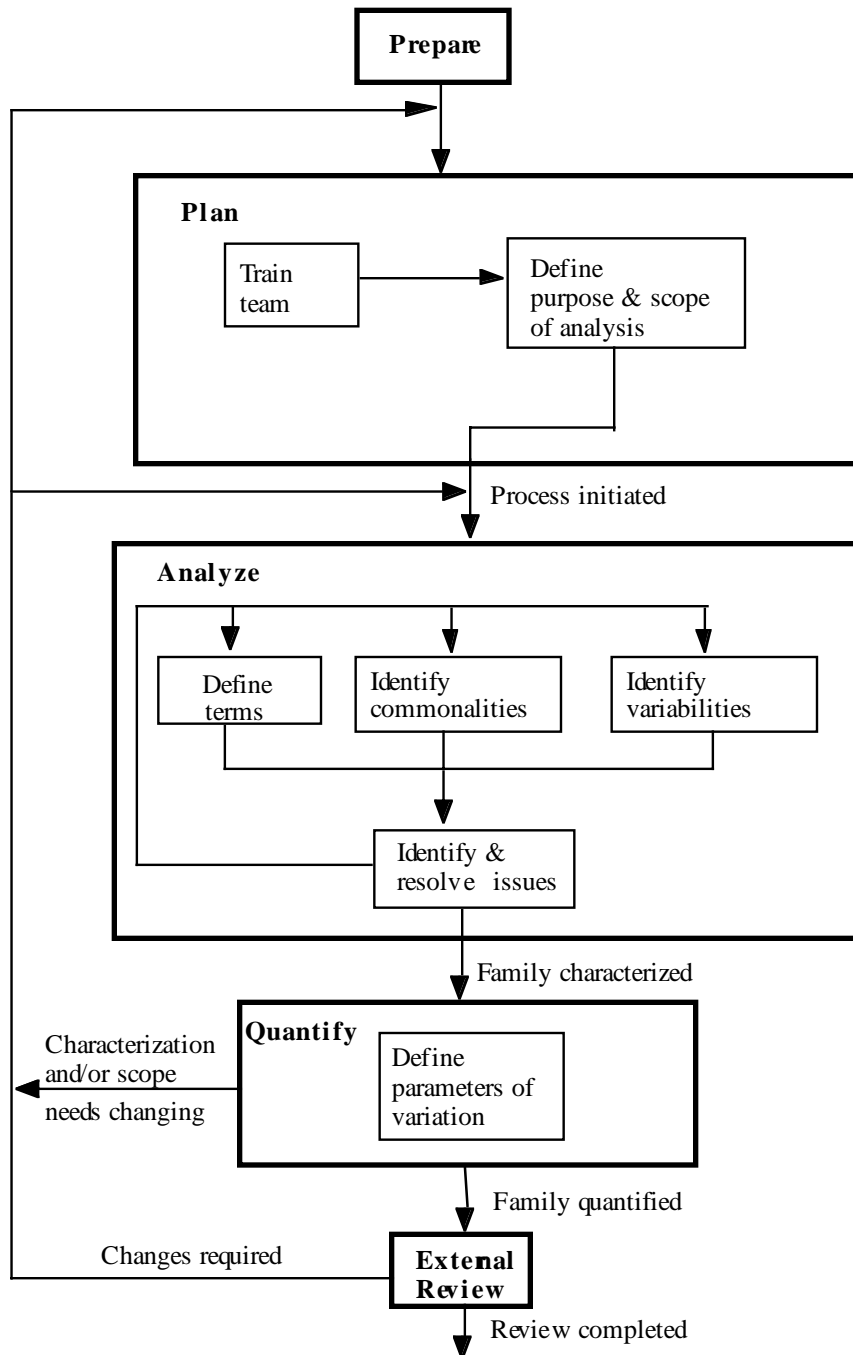 Prepare
Plan
Train
team
Define
purpose & scope
of analysis
Process initiated
Analyze
Define
terms
Identify
commonalities
Identify
variabilities
Identify &
resolve issues
Family characterized
Quantify
Define
parameters of
variation
Characterization
and/or scope
needs changing
Family quantified
Changes required
External
Review
Review completed